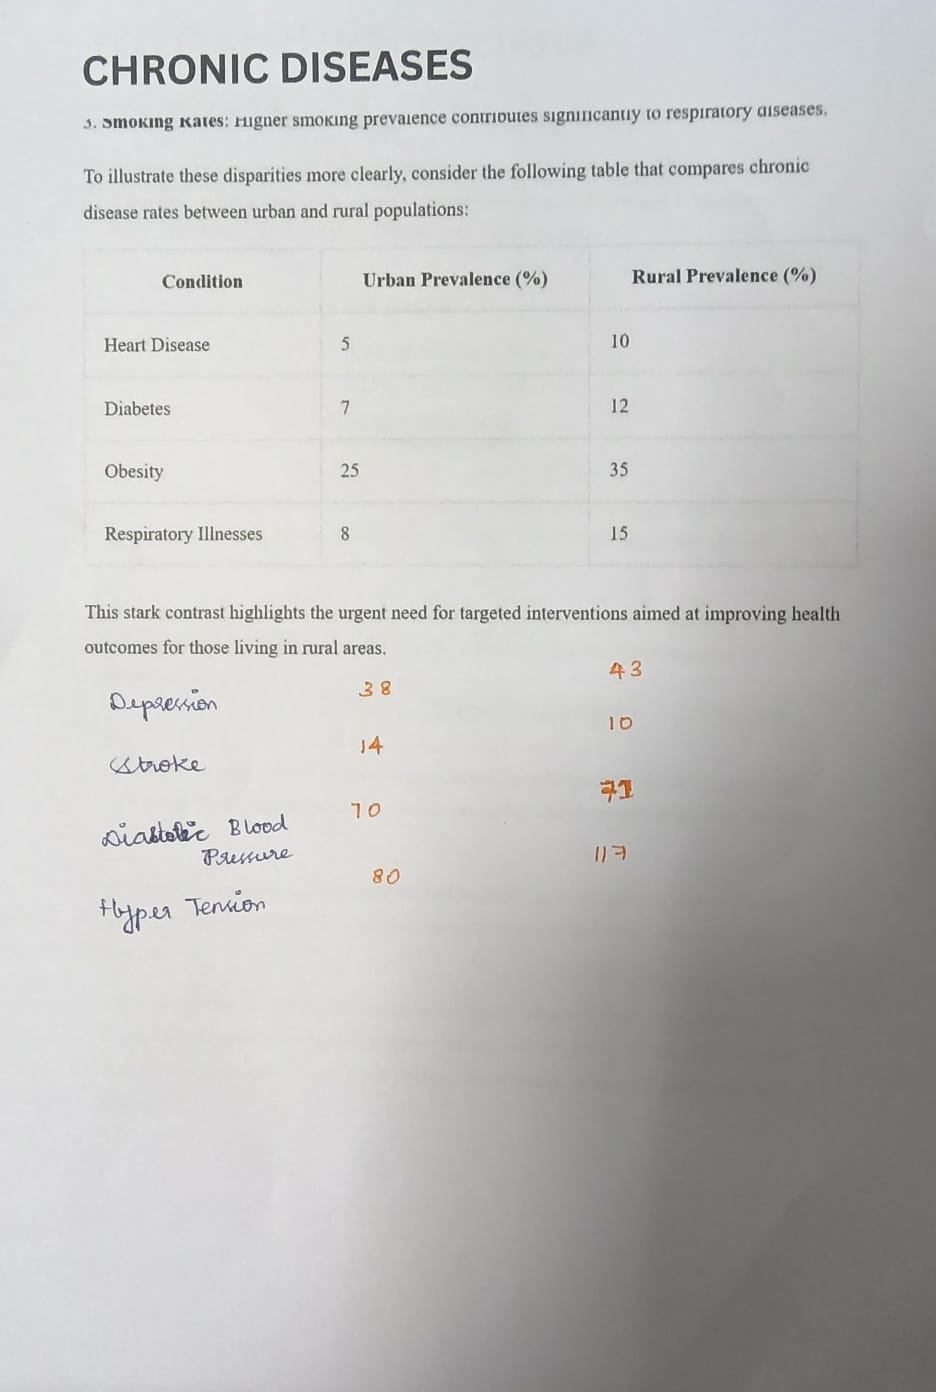 CHRONIC DISEASES
3. Smoking Rates: Higher smoking prevalence contributes significantly to respiratory diseases.
To illustrate these disparities more clearly, consider the following table that compares chronic
disease rates between urban and rural populations:
Condition Urban Prevalence (%) Rural Prevalence (%)
Heart Disease 5 10
Diabetes 7 12
Obesity 25 35
Respiratory Illnesses 8 15
This stark contrast highlights the urgent need for targeted interventions aimed at improving health
outcomes for those living in rural areas.
Depression 38 43
Stroke 14 10
Diastolic Blood 70 71
Pressure
Hyper Tension 80 117